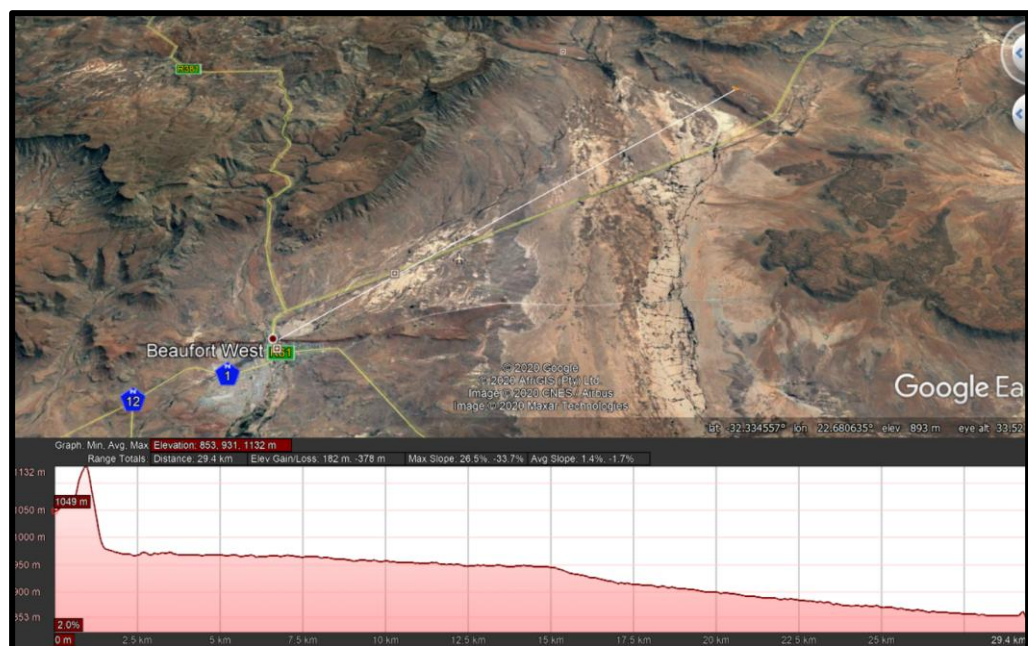 R381
Beaufort West
R61
N
1
N
12
© 2020 Google
© 2020 AfriGIS (Pty) Ltd.
Image © 2020 CNES / Airbus
Image © 2020 Maxar Technologies
Google Ea
lat -32.334557° lon 22.680635° elev 893 m eye alt 33.52
Graph: Min, Avg, Max Elevation: 853, 931, 1132 m
Range Totals: Distance: 29.4 km Elev Gain/Loss: 182 m, -378 m Max Slope: 26.5%, -33.7% Avg Slope: 1.4%, -1.7%
1132 m
1049 m
1050 m
1000 m
950 m
900 m
853 m
2.0%
0 m 2.5 km 5 km 7.5 km 10 km 12.5 km 15 km 17.5 km 20 km 22.5 km 25 km 29.4 km